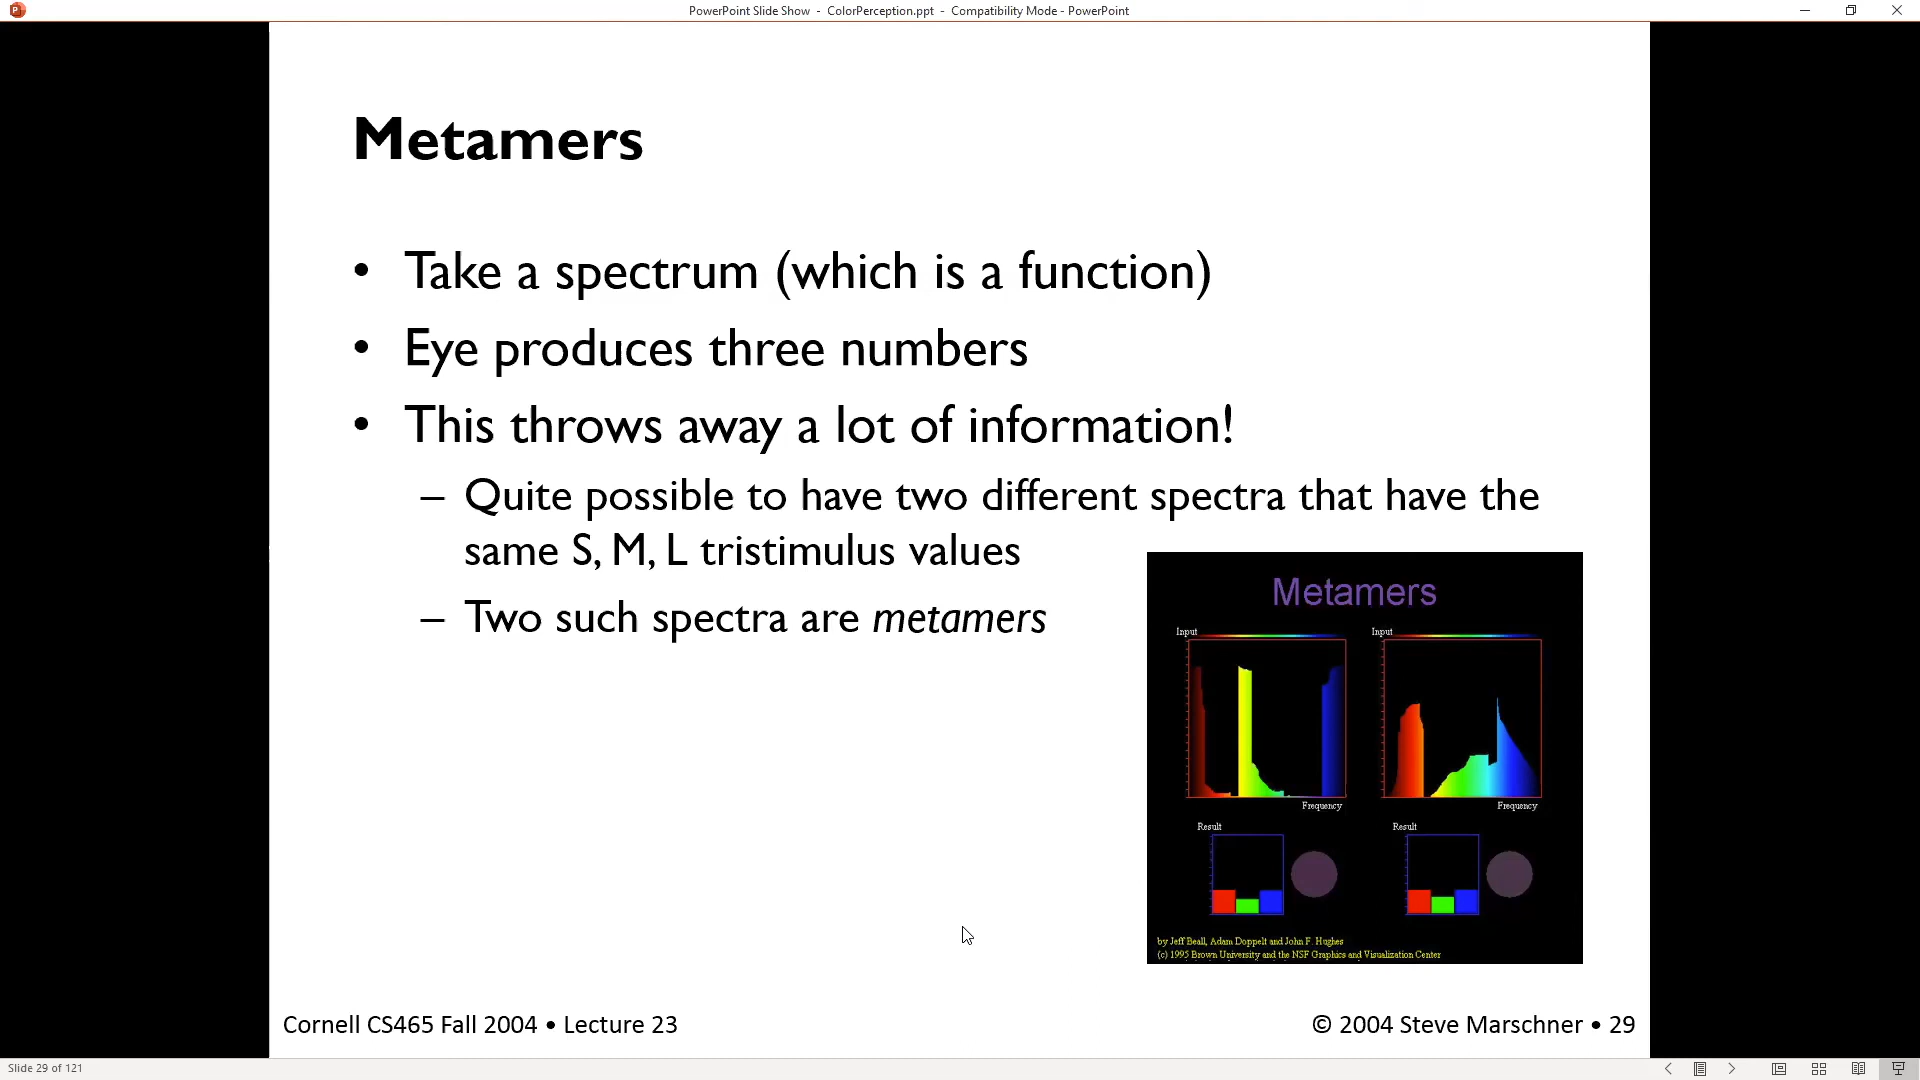 PowerPoint Slide Show - ColorPerception.ppt - Compatibility Mode - PowerPoint
Metamers
• Take a spectrum (which is a function)
• Eye produces three numbers
• This throws away a lot of information!
– Quite possible to have two different spectra that have the
same S, M, L tristimulus values
– Two such spectra are metamers
Metamers
Input
Input
Frequency
Frequency
Result
Result
by Jeff Beall, Adam Doppelt and John F. Hughes
(c) 1995 Brown University and the NSF Graphics and Visualization Center
Cornell CS465 Fall 2004 • Lecture 23
© 2004 Steve Marschner • 29
Slide 29 of 121